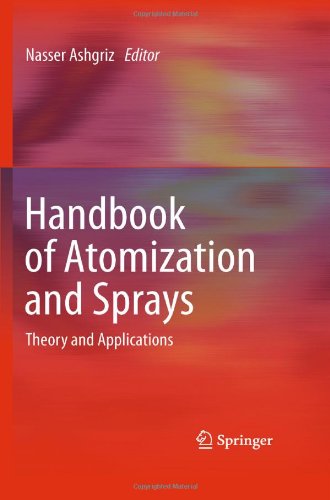 Nasser Ashgriz Editor
Handbook
of Atomization
and Sprays
Theory and Applications
Springer